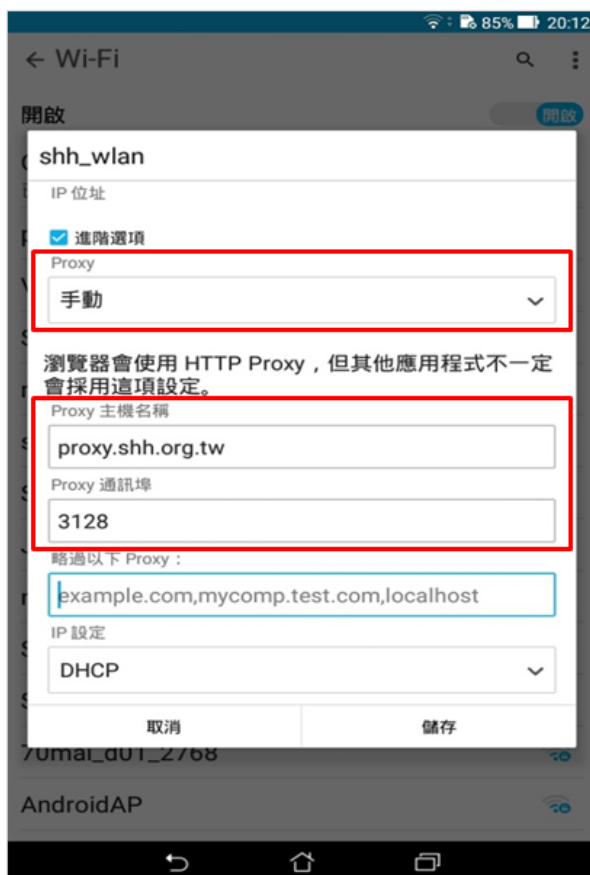 85% 20:12
Wi-Fi
開啟
開啟
shh_wlan
IP 位址
進階選項
Proxy
手動
瀏覽器會使用 HTTP Proxy，但其他應用程式不一定
會採用這項設定。
Proxy 主機名稱
proxy.shh.org.tw
Proxy 通訊埠
3128
略過以下 Proxy：
example.com,mycomp.test.com,localhost
IP 設定
DHCP
取消
儲存
70mai_d01_2768
AndroidAP